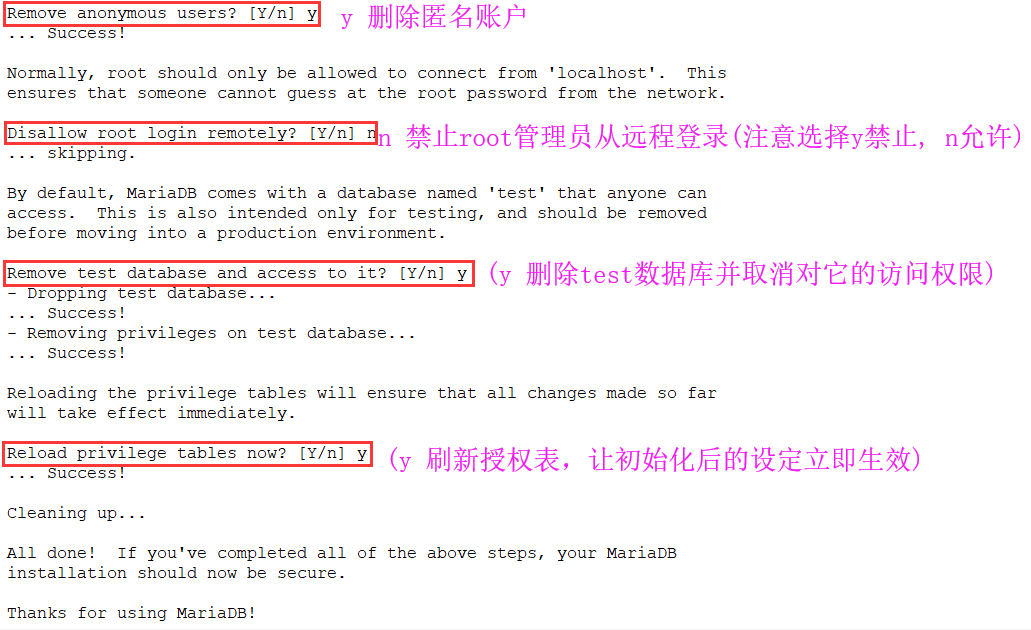 Remove anonymous users? [Y/n] y y 删除匿名账户
... Success!
Normally, root should only be allowed to connect from 'localhost'.  This
ensures that someone cannot guess at the root password from the network.
Disallow root login remotely? [Y/n] n n 禁止root管理员从远程登录(注意选择y禁止, n允许)
... skipping.
By default, MariaDB comes with a database named 'test' that anyone can
access.  This is also intended only for testing, and should be removed
before moving into a production environment.
Remove test database and access to it? [Y/n] y (y 删除test数据库并取消对它的访问权限)
- Dropping test database...
... Success!
- Removing privileges on test database...
... Success!
Reloading the privilege tables will ensure that all changes made so far
will take effect immediately.
Reload privilege tables now? [Y/n] y (y 刷新授权表，让初始化后的设定立即生效)
... Success!
Cleaning up...
All done!  If you've completed all of the above steps, your MariaDB
installation should now be secure.
Thanks for using MariaDB!